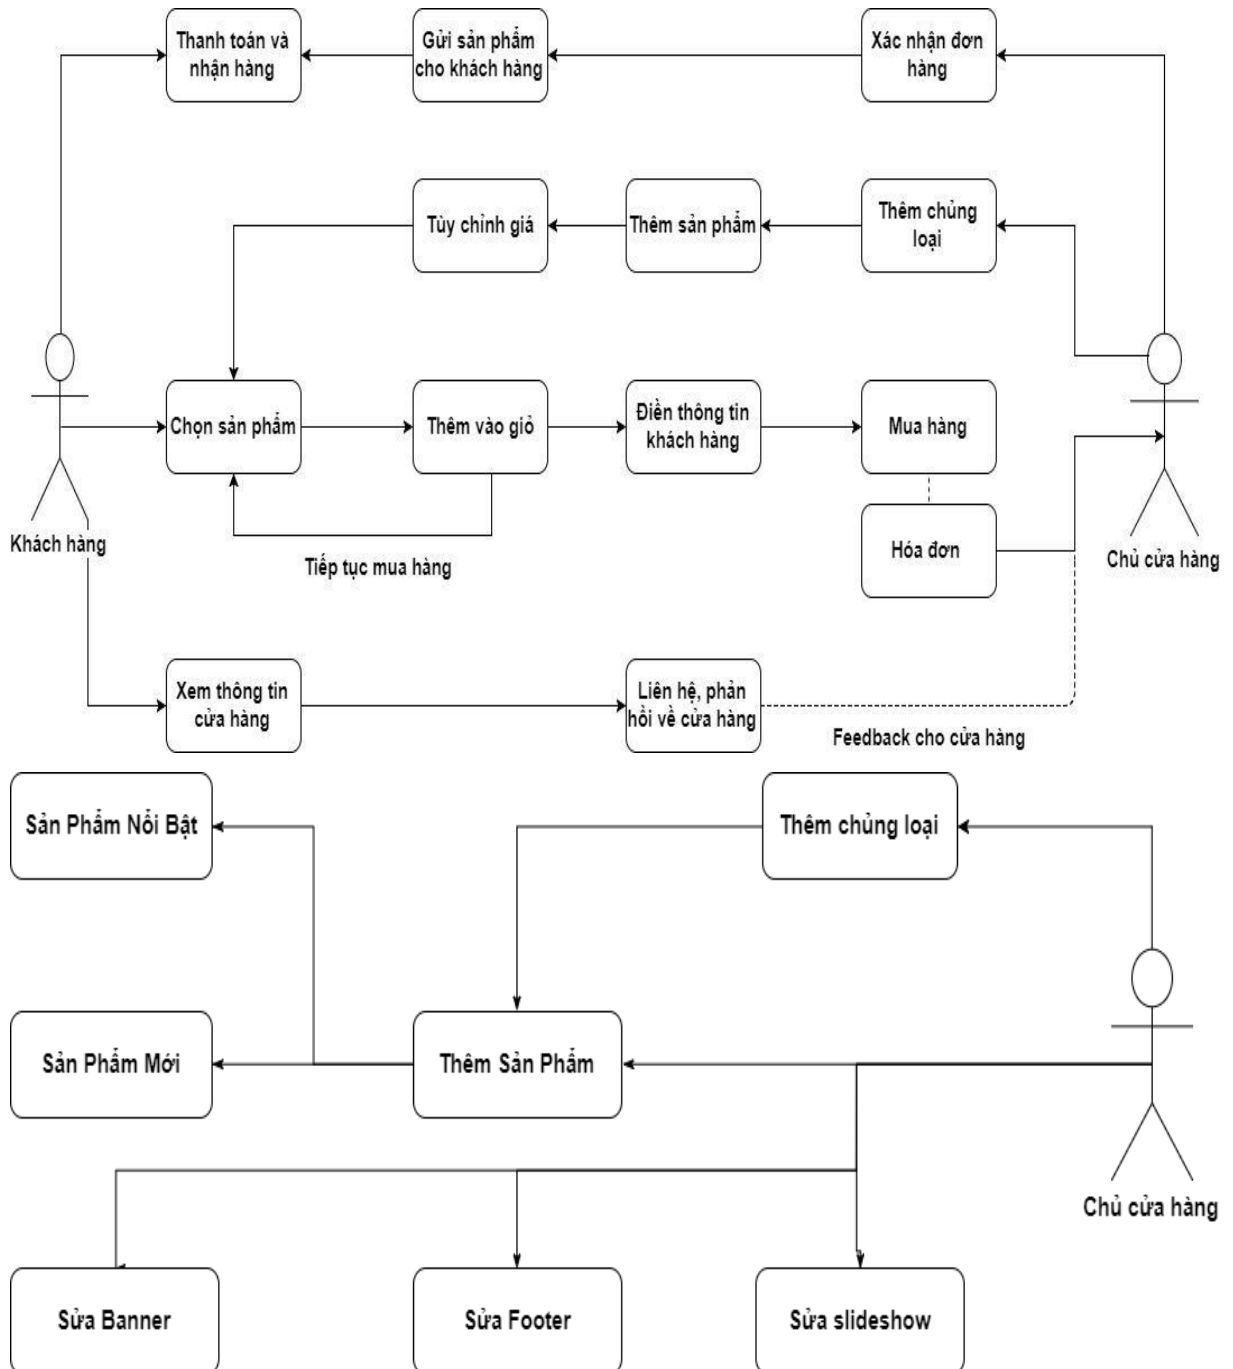 Thanh toán và
nhận hàng
Gửi sản phẩm
cho khách hàng
Xác nhận đơn
hàng
Tùy chỉnh giá
Thêm sản phẩm
Thêm chủng
loại
Chọn sản phẩm
Thêm vào giỏ
Điền thông tin
khách hàng
Mua hàng
Khách hàng
Tiếp tục mua hàng
Hóa đơn
Chủ cửa hàng
Xem thông tin
cửa hàng
Liên hệ, phản
hồi về cửa hàng
Feedback cho cửa hàng
Sản Phẩm Nổi Bật
Thêm chủng loại
Sản Phẩm Mới
Thêm Sản Phẩm
Chủ cửa hàng
Sửa Banner
Sửa Footer
Sửa slideshow